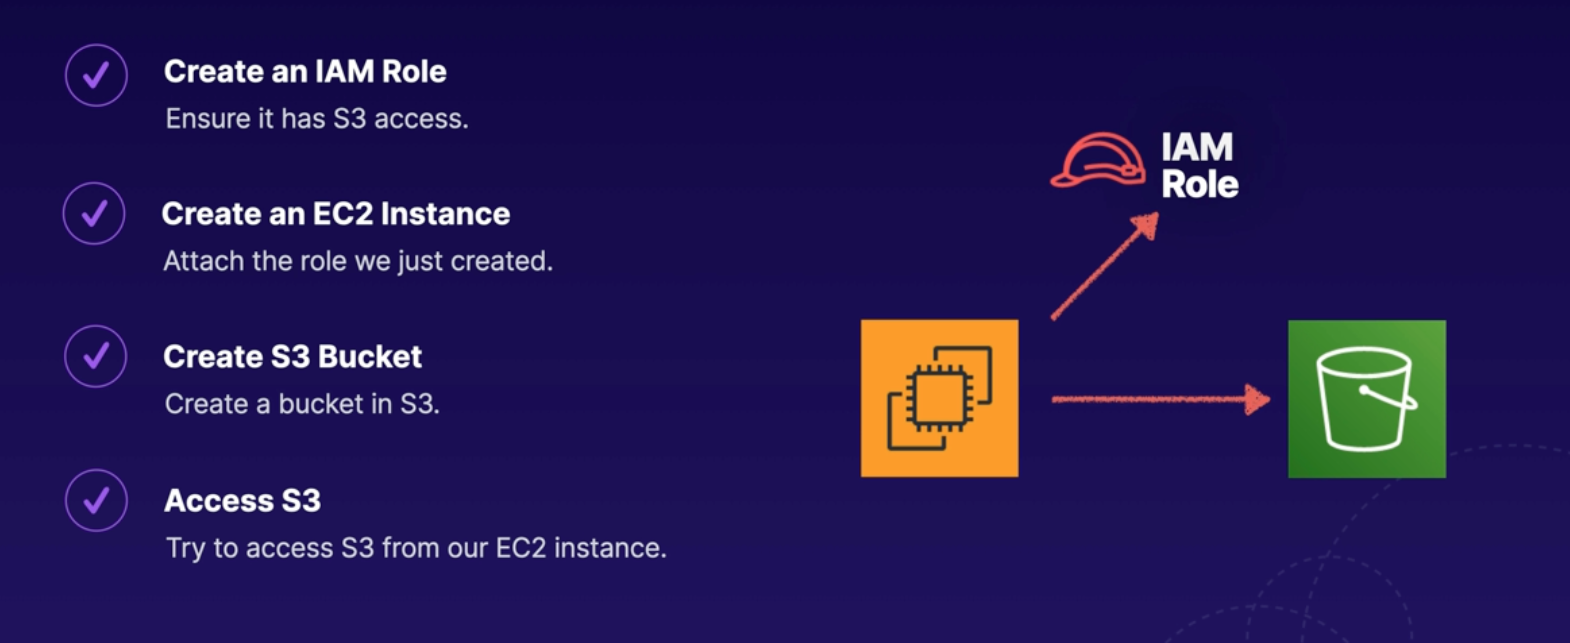 Create an IAM Role
Ensure it has S3 access.
Create an EC2 Instance
Attach the role we just created.
Create S3 Bucket
Create a bucket in S3.
Access S3
Try to access S3 from our EC2 instance.
IAM
Role